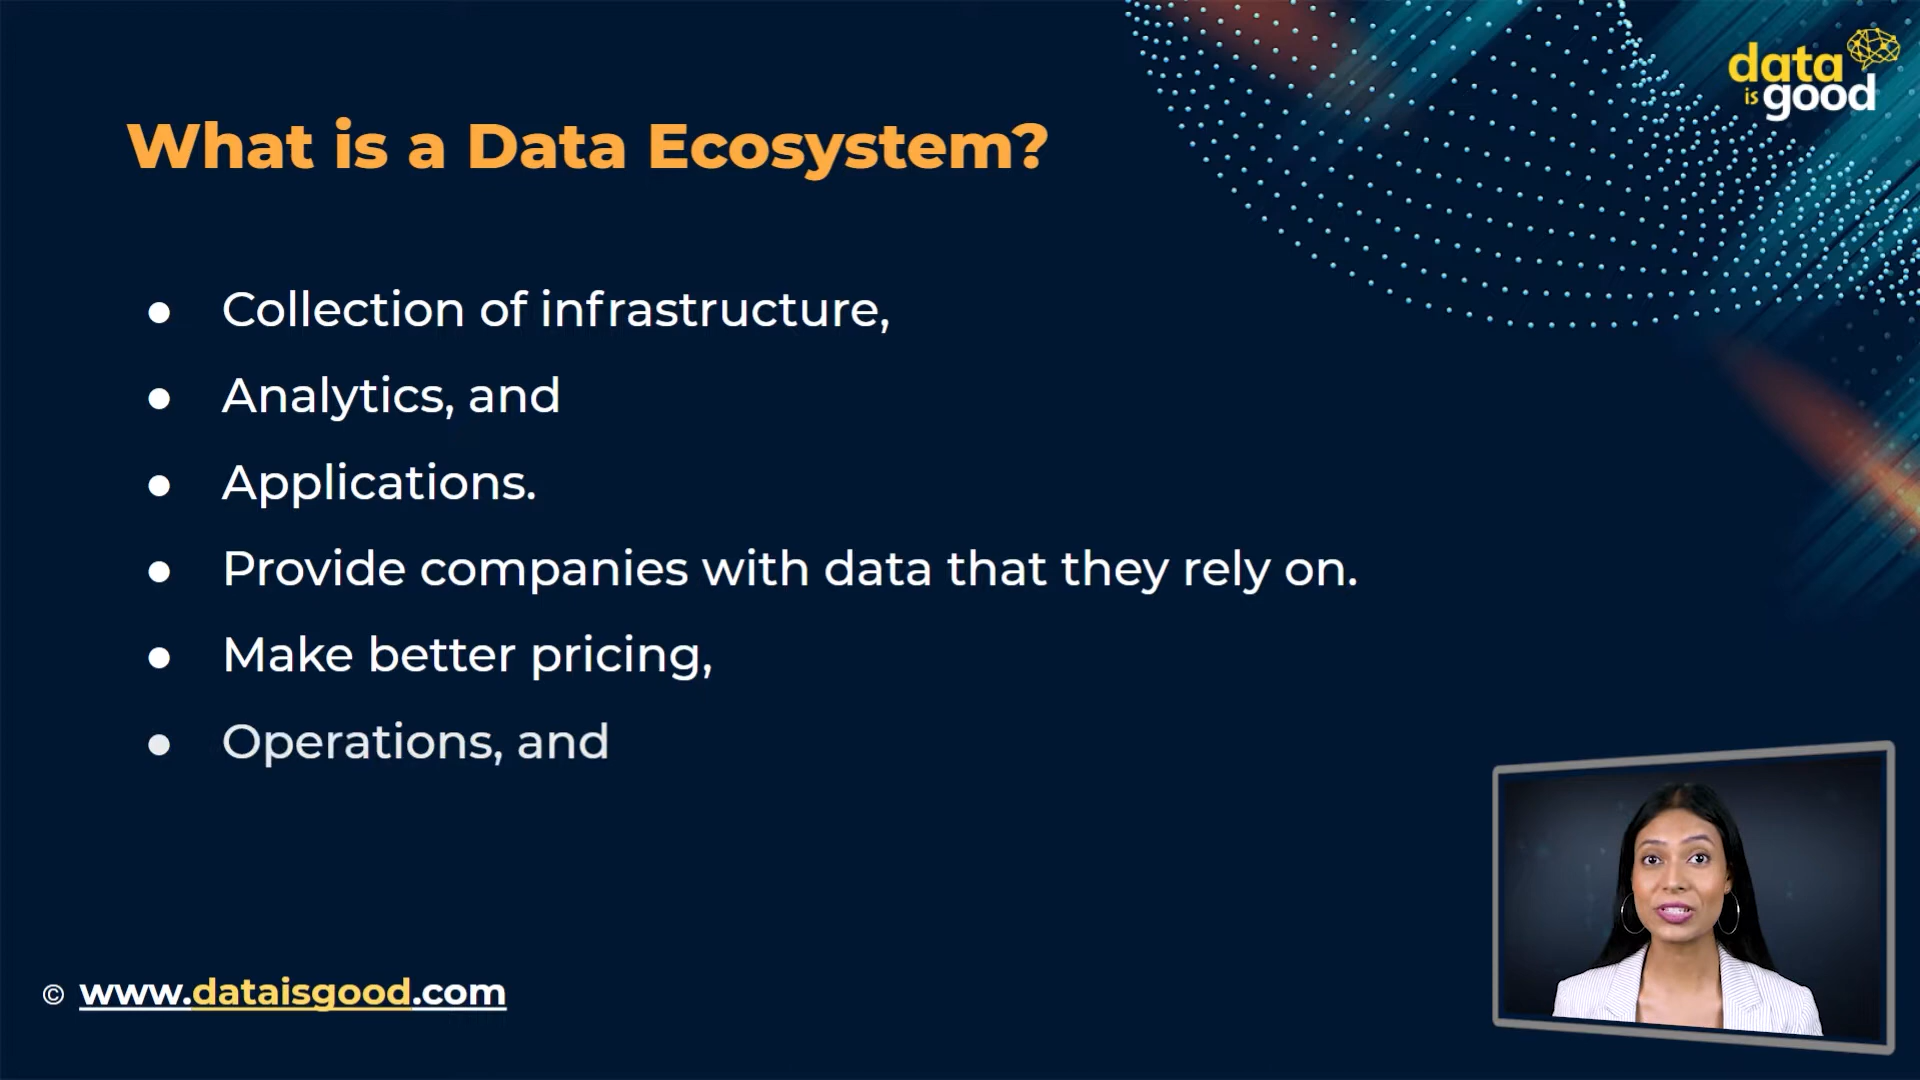 data
is good
What is a Data Ecosystem?
● Collection of infrastructure,
● Analytics, and
● Applications.
● Provide companies with data that they rely on.
● Make better pricing,
● Operations, and
© www.dataisgood.com